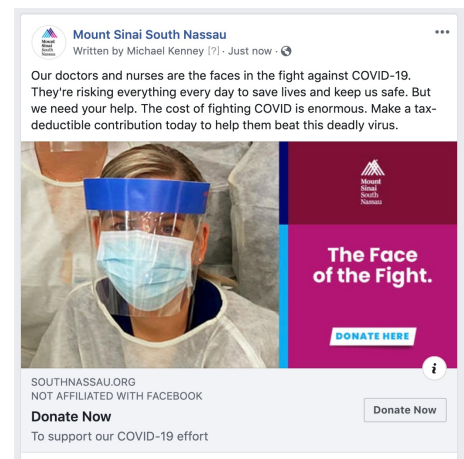 Mount Sinai South Nassau
Written by Michael Kenney [?] · Just now ·
Our doctors and nurses are the faces in the fight against COVID-19.
They're risking everything every day to save lives and keep us safe. But
we need your help. The cost of fighting COVID is enormous. Make a tax-
deductible contribution today to help them beat this deadly virus.
Mount
Sinai
South
Nassau
Mount
Sinai
South
Nassau
The Face
of the Fight.
DONATE HERE
i
SOUTHNASSAU.ORG
NOT AFFILIATED WITH FACEBOOK
Donate Now
To support our COVID-19 effort
Donate Now